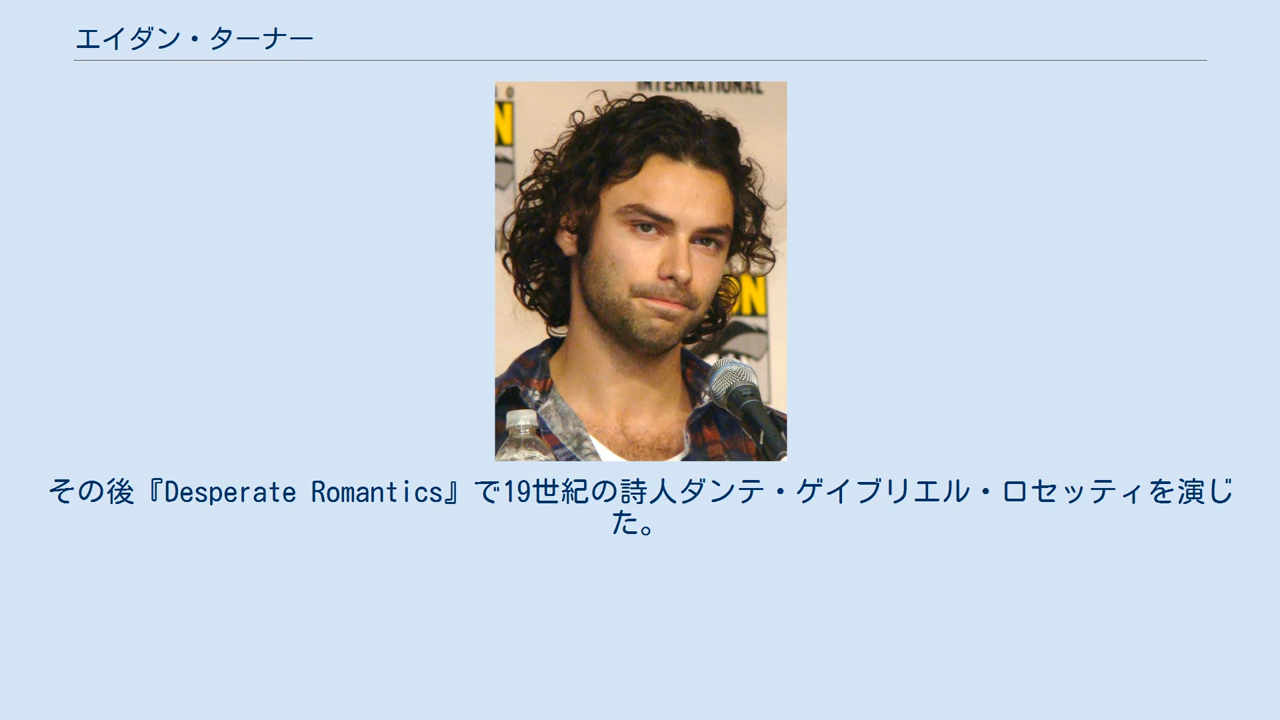 エイダン・ターナー
INTERNATIONAL
ON
その後『Desperate Romantics』で19世紀の詩人ダンテ・ゲイブリエル・ロセッティを演じ
た。